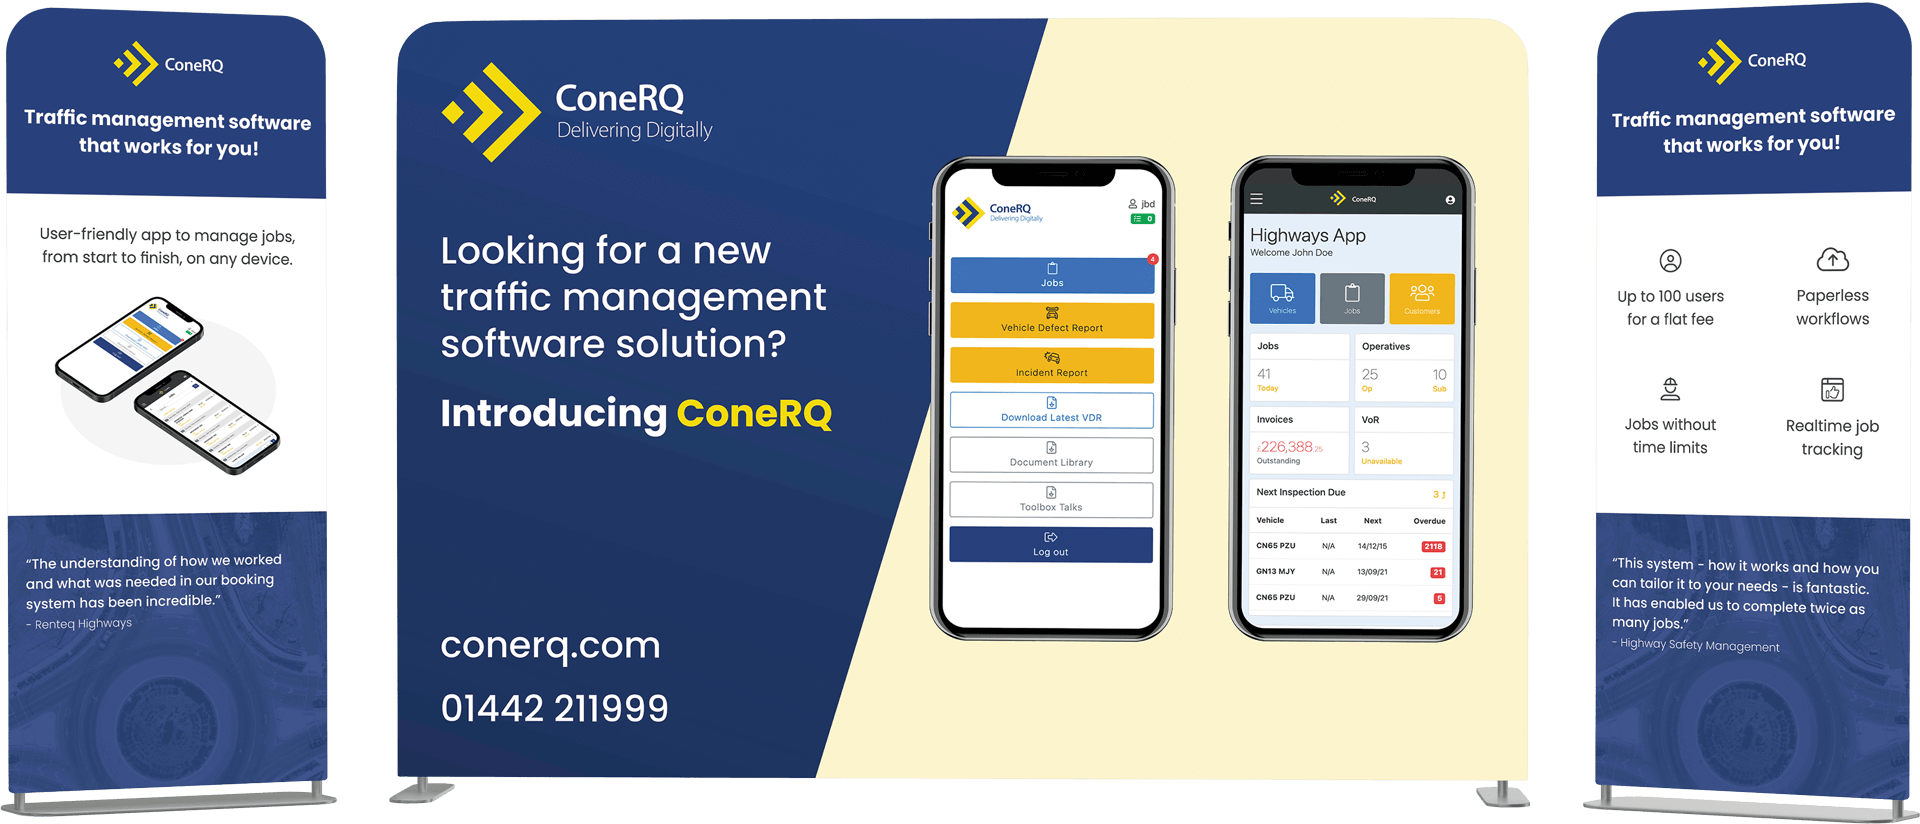 ConeRQ
Traffic management software
that works for you!
User-friendly app to manage jobs,
from start to finish, on any device.
ConeRQ
“The understanding of how we worked
and what was needed in our booking
system has been incredible.”
- Renteq Highways
ConeRQ
Delivering Digitally
Looking for a new
traffic management
software solution?
Introducing ConeRQ
conerq.com
01442 211999
ConeRQ
Delivering Digitally
jbd
0
4
Jobs
Vehicle Defect Report
Incident Report
Download Latest VDR
Document Library
Toolbox Talks
Log out
ConeRQ
Highways App
Welcome John Doe
Vehicles
Jobs
Customers
Jobs
Operatives
41
25
10
Today
Op
Sub
Invoices
VoR
£226,388.25
3
Outstanding
Unavailable
Next Inspection Due
3
Vehicle Last Next Overdue
CN65 PZU N/A 14/12/15 2118
GN13 MJY N/A 13/09/21 21
CN65 PZU N/A 29/09/21 5
ConeRQ
Traffic management software
that works for you!
Up to 100 users
for a flat fee
Paperless
workflows
Jobs without
time limits
Realtime job
tracking
“This system - how it works and how you
can tailor it to your needs - is fantastic.
It has enabled us to complete twice as
many jobs.”
- Highway Safety Management